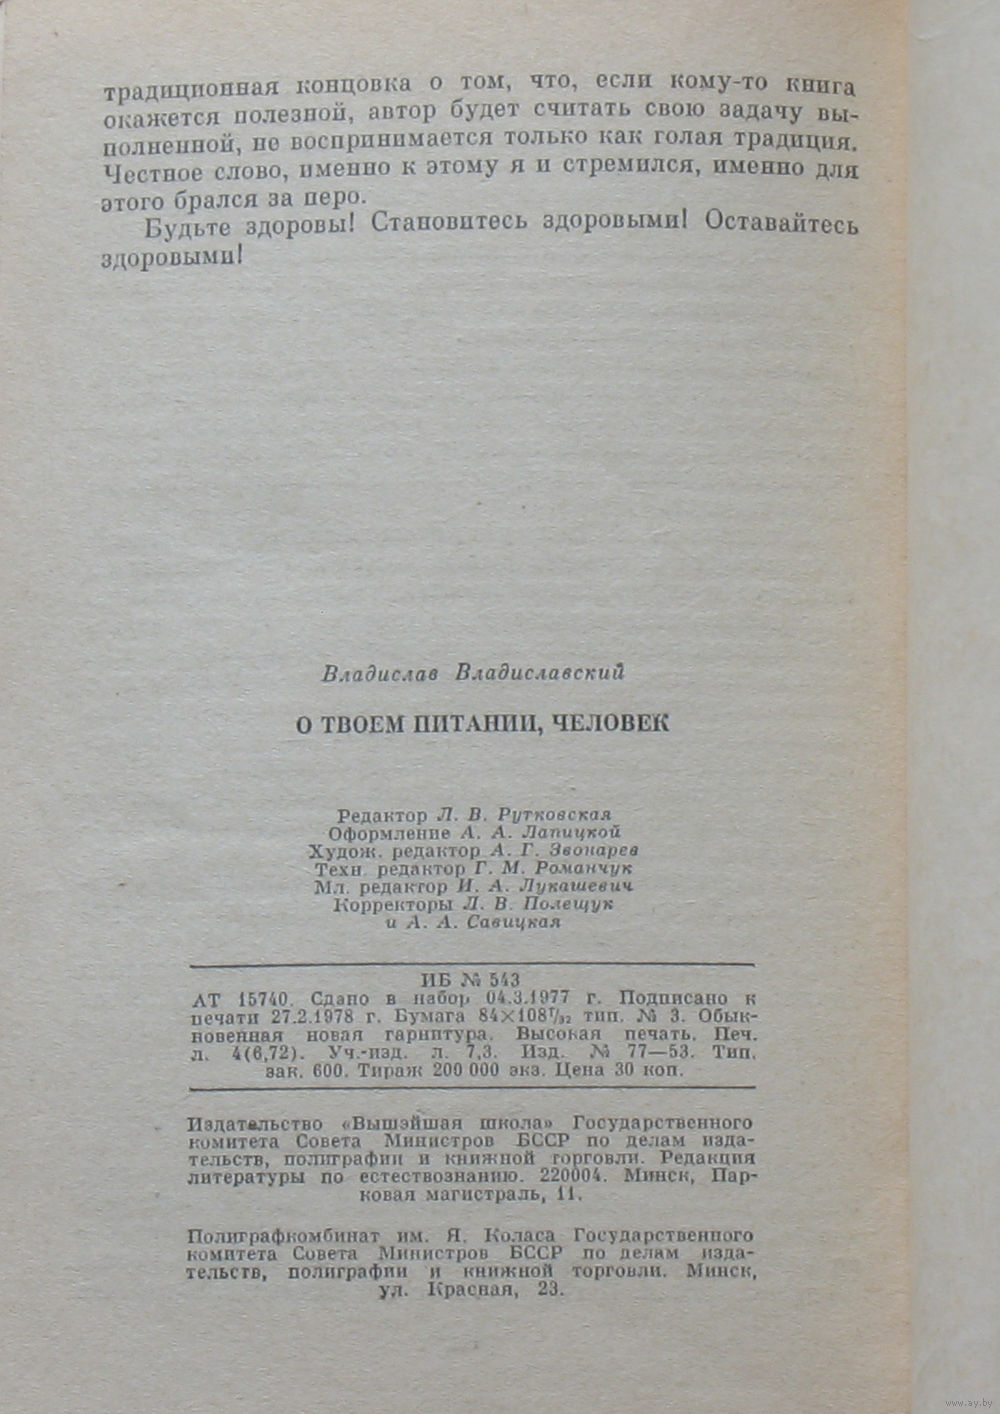 традиционная концовка о том, что, если кому-то книга
окажется полезной, автор будет считать свою задачу вы-
полненной, не воспринимается только как голая традиция.
Честное слово, именно к этому я и стремился, именно для
этого брался за перо.
Будьте здоровы! Становитесь здоровыми! Оставайтесь
здоровыми!
Владислав Владиславский
О ТВОЕМ ПИТАНИИ, ЧЕЛОВЕК
Редактор Л. В. Рутковская
Оформление А. А. Лапицкой
Худож. редактор А. Г. Звонарев
Техн. редактор Г. М. Романчук
Мл. редактор И. А. Лукашевич
Корректоры Л. В. Полещук
и А. А. Савицкая
ИБ № 543
АТ 15740. Сдано в набор 04.3.1977 г. Подписано к
печати 27.2.1978 г. Бумага 84×108¹/₃₂ тип. № 3. Обык-
новенная новая гарнитура. Высокая печать. Печ.
л. 4(6,72). Уч.-изд. л. 7,3. Изд. № 77—53. Тип.
зак. 600. Тираж 200 000 экз. Цена 30 коп.
Издательство «Вышэйшая школа» Государственного
комитета Совета Министров БССР по делам изда-
тельств, полиграфии и книжной торговли. Редакция
литературы по естествознанию. 220004. Минск, Пар-
ковая магистраль, 11.
Полиграфкомбинат им. Я. Коласа Государственного
комитета Совета Министров БССР по делам изда-
тельств, полиграфии и книжной торговли. Минск,
ул. Красная, 23.
www.ay.by